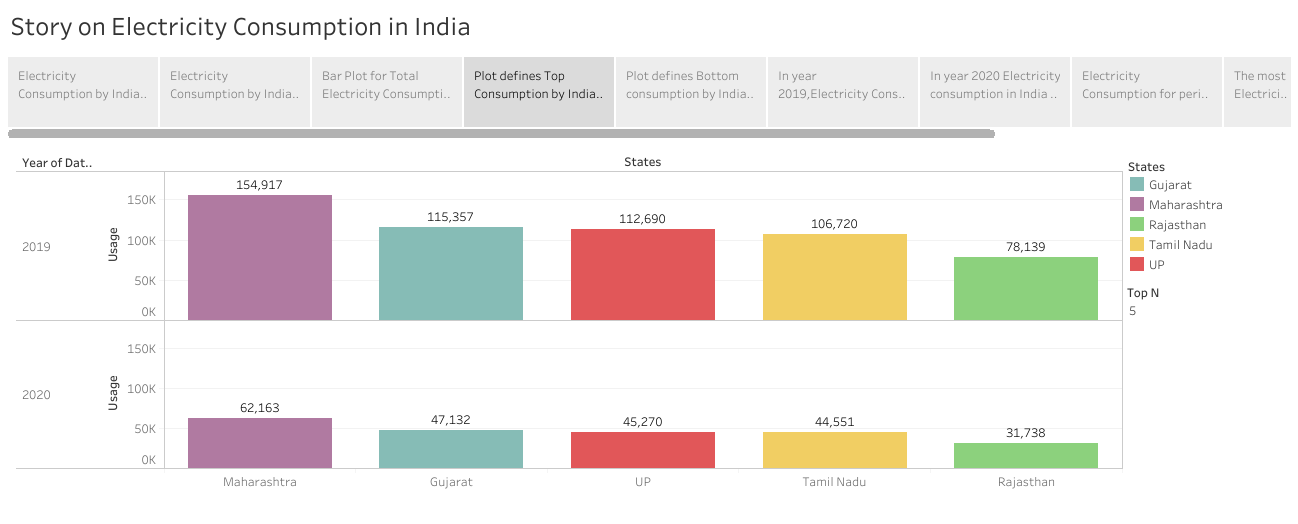 Story on Electricity Consumption in India
Electricity
Consumption by India..
Electricity
Consumption by India..
Bar Plot for Total
Electricity Consumpti..
Plot defines Top
Consumption by India..
Plot defines Bottom
consumption by India..
In year
2019,Electricity Cons..
In year 2020 Electricity
consumption in India ..
Electricity
Consumption for peri..
The most
Electrici..
Year of Dat..
States
2019
Usage
150K
100K
50K
0K
154,917
115,357
112,690
106,720
78,139
2020
Usage
150K
100K
50K
0K
62,163
47,132
45,270
44,551
31,738
Maharashtra
Gujarat
UP
Tamil Nadu
Rajasthan
States
Gujarat
Maharashtra
Rajasthan
Tamil Nadu
UP
Top N
5